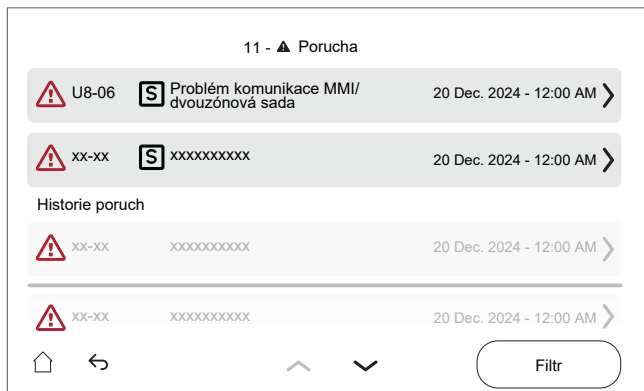 11 - Porucha
U8-06 S Problém komunikace MMI/
dvouzónová sada 20 Dec. 2024 - 12:00 AM
xx-xx S xxxxxxxxxx 20 Dec. 2024 - 12:00 AM
Historie poruch
xx-xx xxxxxxxxxx 20 Dec. 2024 - 12:00 AM
xx-xx xxxxxxxxxx 20 Dec. 2024 - 12:00 AM
Filtr